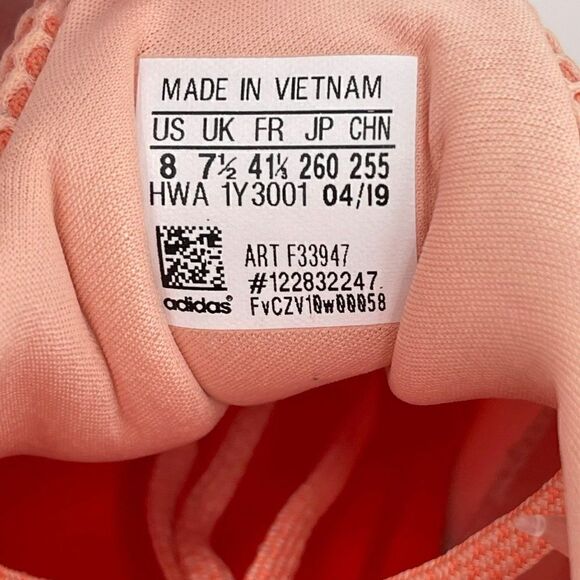 MADE IN VIETNAM
US UK FR JP CHN
8 7½ 41⅓ 260 255
HWA 1Y3001 04/19
ART F33947
#122832247
adidas® FvCZV10w00058